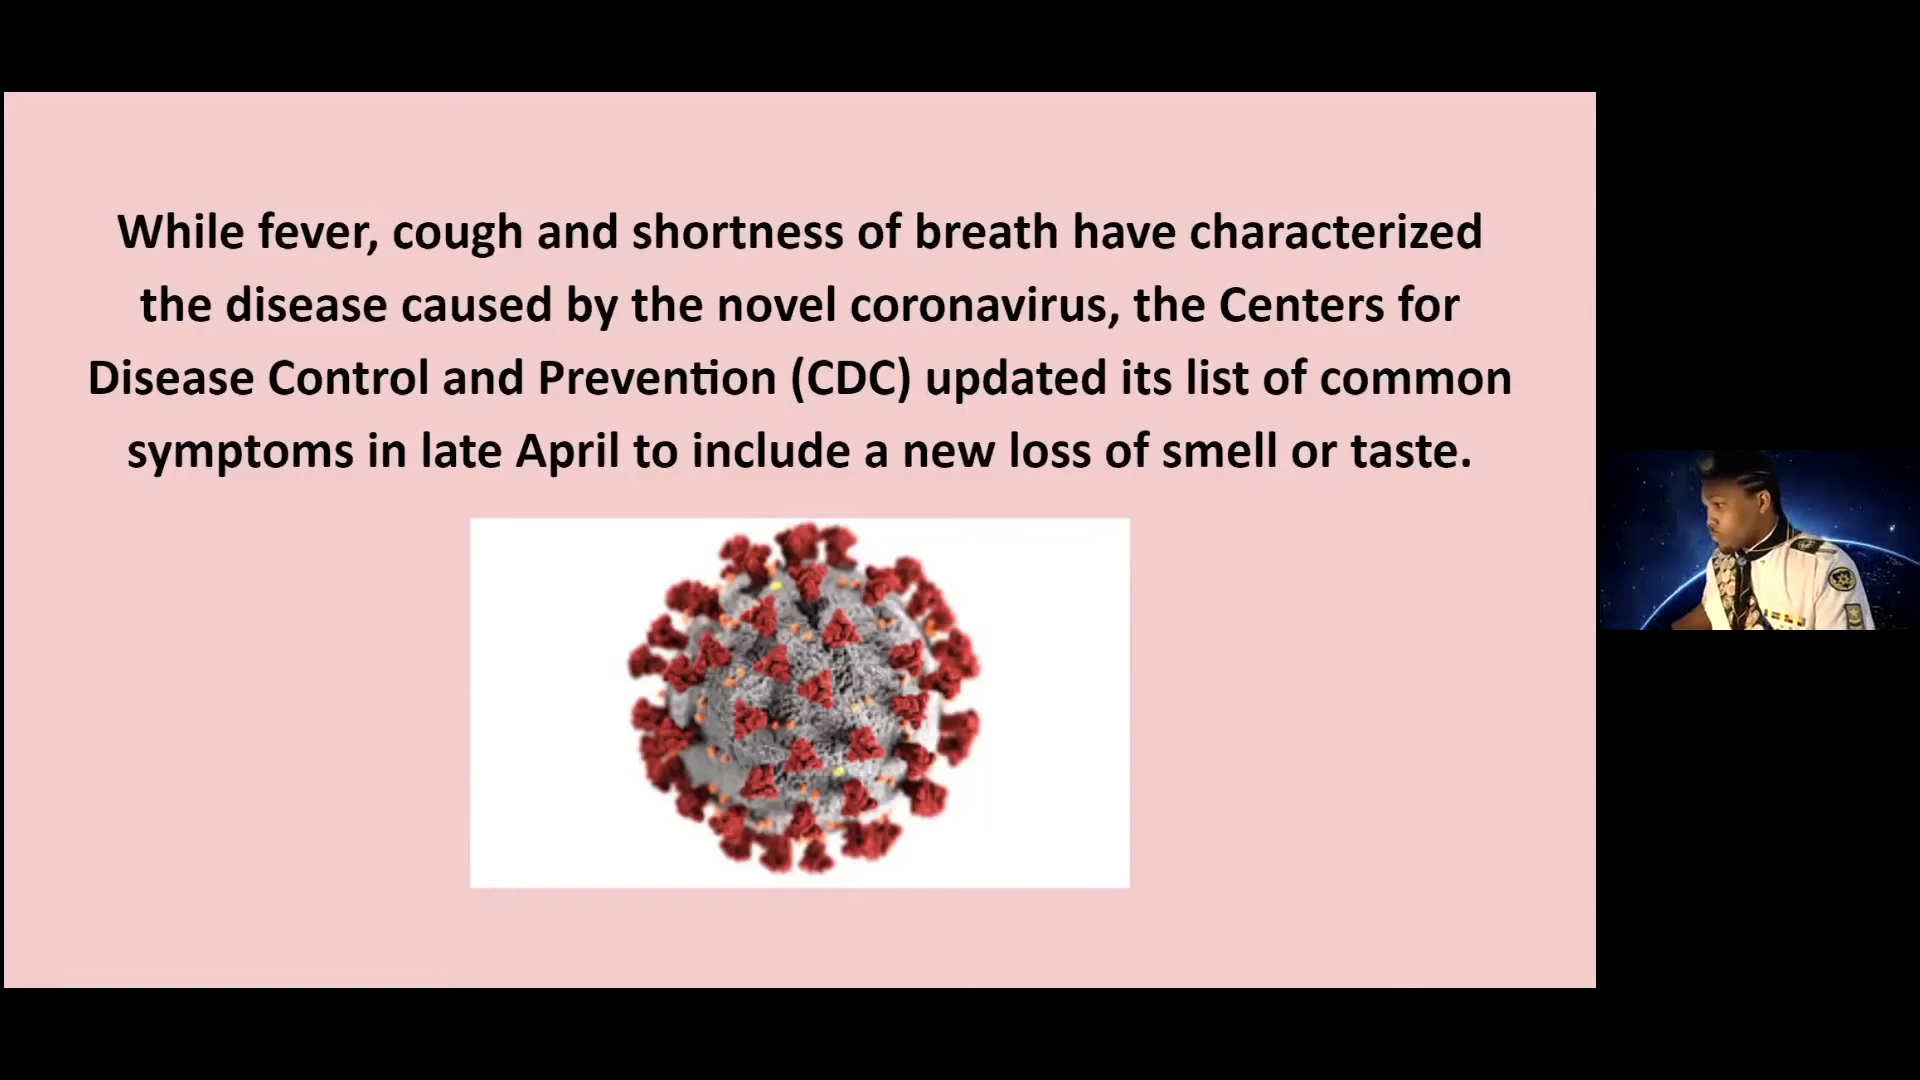 While fever, cough and shortness of breath have characterized
the disease caused by the novel coronavirus, the Centers for
Disease Control and Prevention (CDC) updated its list of common
symptoms in late April to include a new loss of smell or taste.